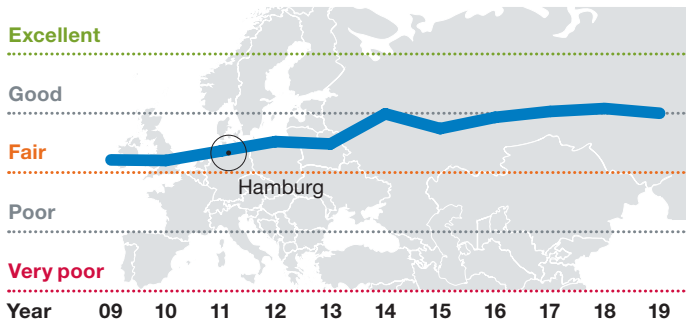 Excellent
Good
Fair
Hamburg
Poor
Very poor
Year 09 10 11 12 13 14 15 16 17 18 19